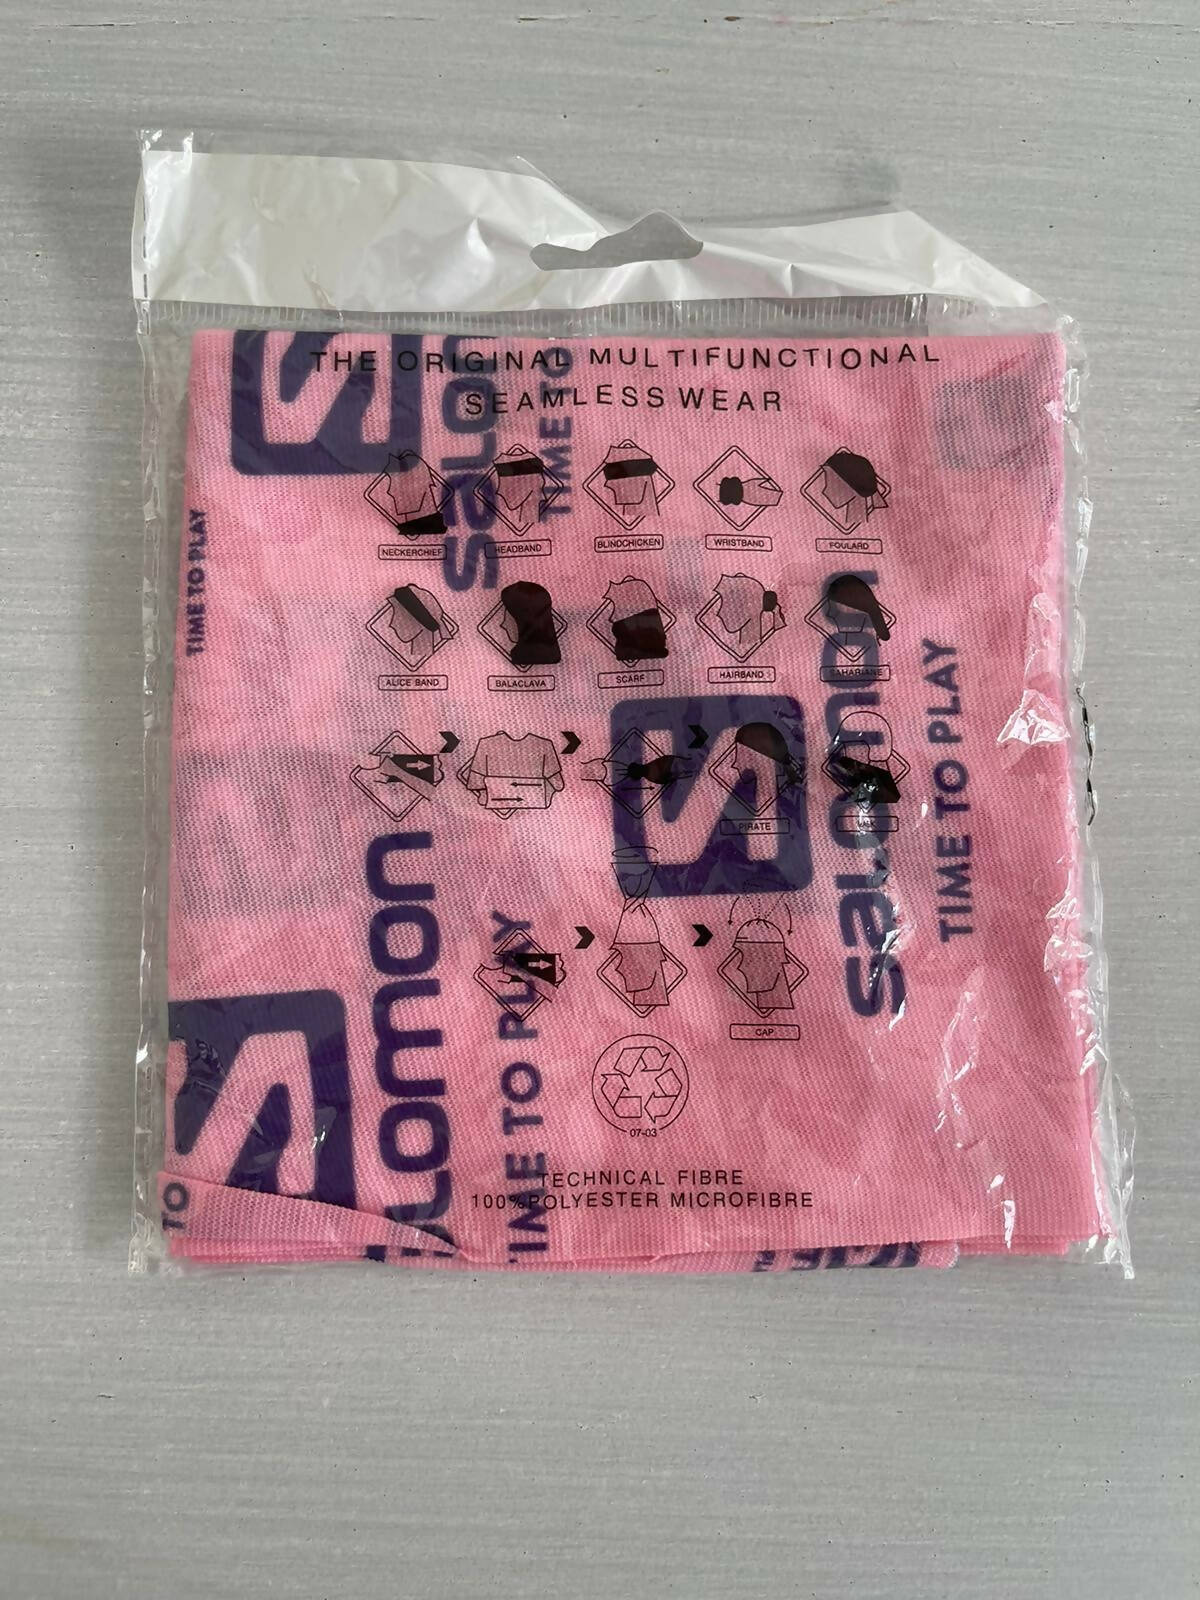 THE ORIGINAL MULTIFUNCTIONAL
SEAMLESS WEAR
salomon
TIME TO
TIME TO PLAY
NECKERCHIEF
HEADBAND
BLINDCHICKEN
WRISTBAND
FOULARD
ALICE BAND
BALACLAVA
SCARF
HAIRBAND
SAHARIANE
salomon
TIME TO PLAY
PIRATE
salomon
TIME TO PLAY
CAP
07-03
TO
TECHNICAL FIBRE
100% POLYESTER MICROFIBRE